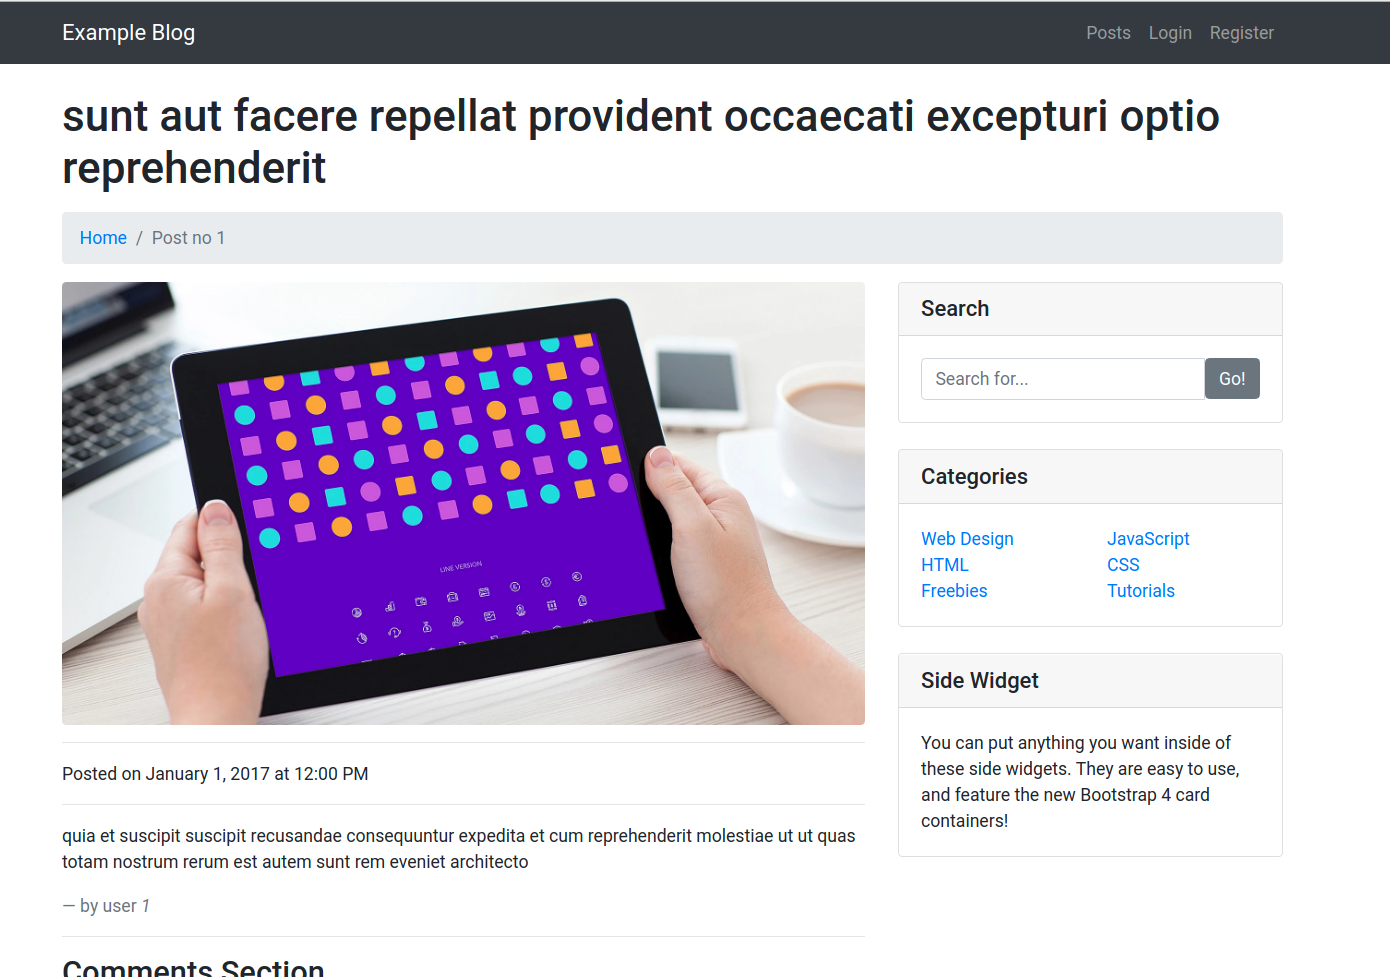 Example Blog
Posts Login Register
sunt aut facere repellat provident occaecati excepturi optio
reprehenderit
Home / Post no 1
LINE VERSION
Posted on January 1, 2017 at 12:00 PM
quia et suscipit suscipit recusandae consequuntur expedita et cum reprehenderit molestiae ut ut quas
totam nostrum rerum est autem sunt rem eveniet architecto
— by user 1
Comments Section
Search
Search for...
Go!
Categories
Web Design JavaScript
HTML CSS
Freebies Tutorials
Side Widget
You can put anything you want inside of
these side widgets. They are easy to use,
and feature the new Bootstrap 4 card
containers!